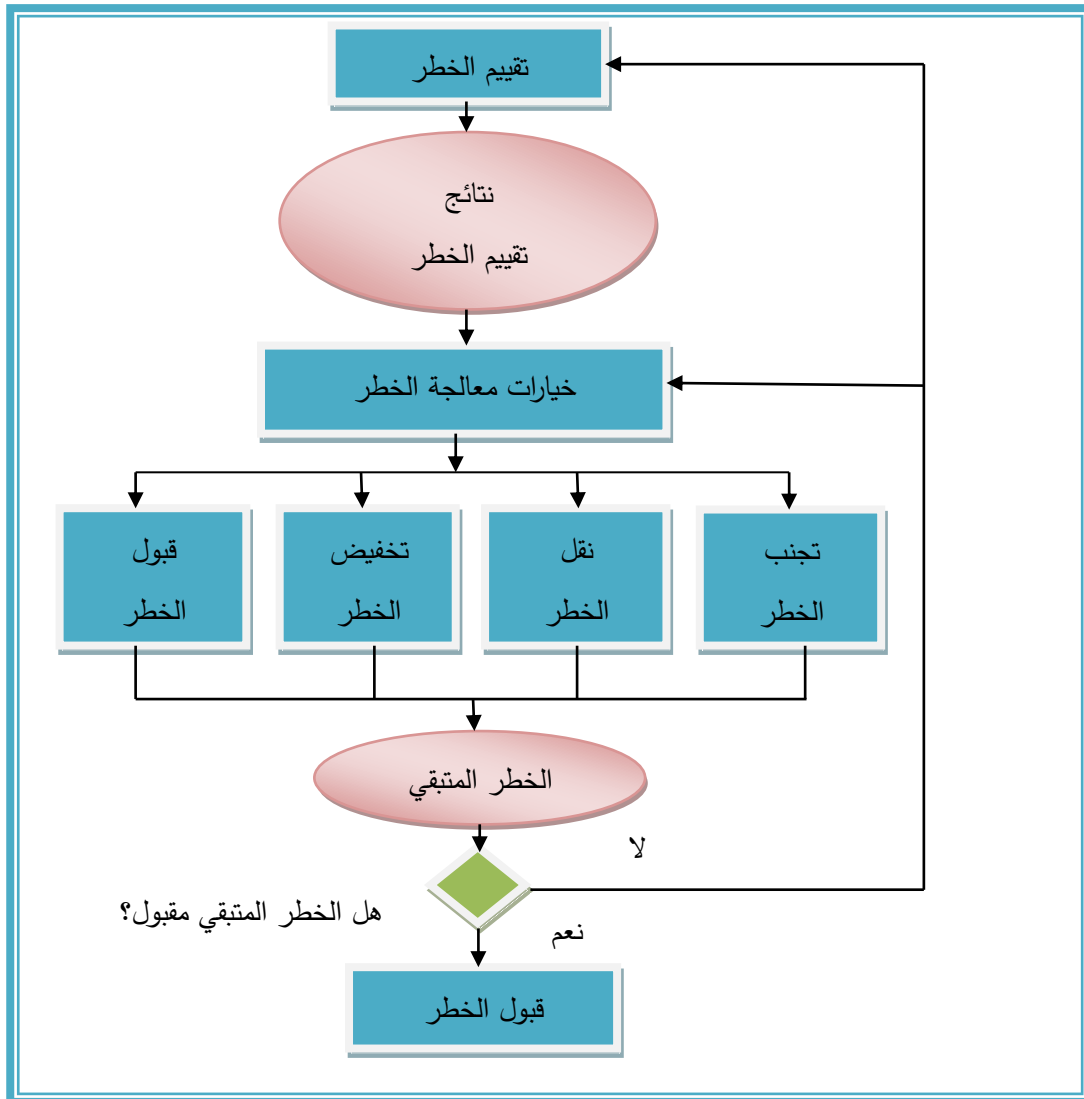 تقييم الخطر
نتائج
تقييم الخطر
خيارات معالجة الخطر
تجنب
الخطر
نقل
الخطر
تخفيض
الخطر
قبول
الخطر
الخطر المتبقي
لا
هل الخطر المتبقي مقبول؟
نعم
قبول الخطر